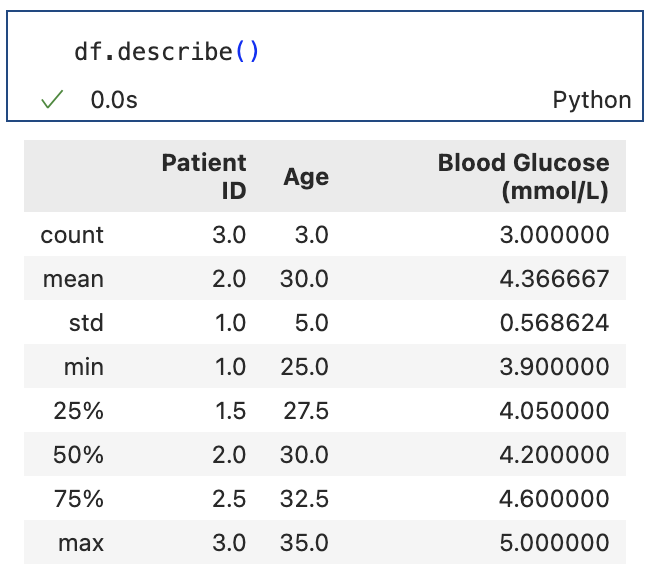 df.describe()
0.0s Python
Patient ID Age Blood Glucose (mmol/L)
count 3.0 3.0 3.000000
mean 2.0 30.0 4.366667
std 1.0 5.0 0.568624
min 1.0 25.0 3.900000
25% 1.5 27.5 4.050000
50% 2.0 30.0 4.200000
75% 2.5 32.5 4.600000
max 3.0 35.0 5.000000